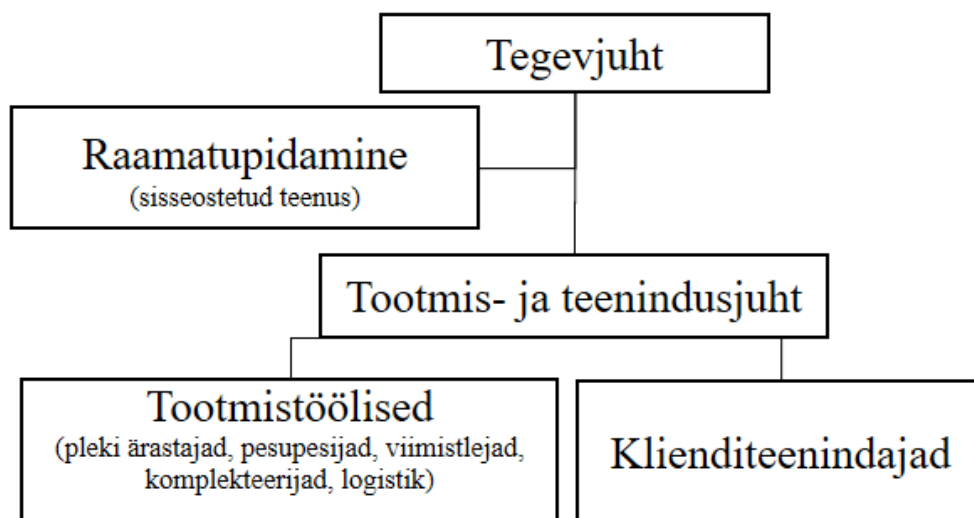 Tegevjuht
Raamatupidamine
(sisseostetud teenus)
Tootmis- ja teenindusjuht
Tootmistöölised
(pleki ärastajad, pesupesijad, viimistlejad,
komplekteerijad, logistik)
Klienditeenindajad